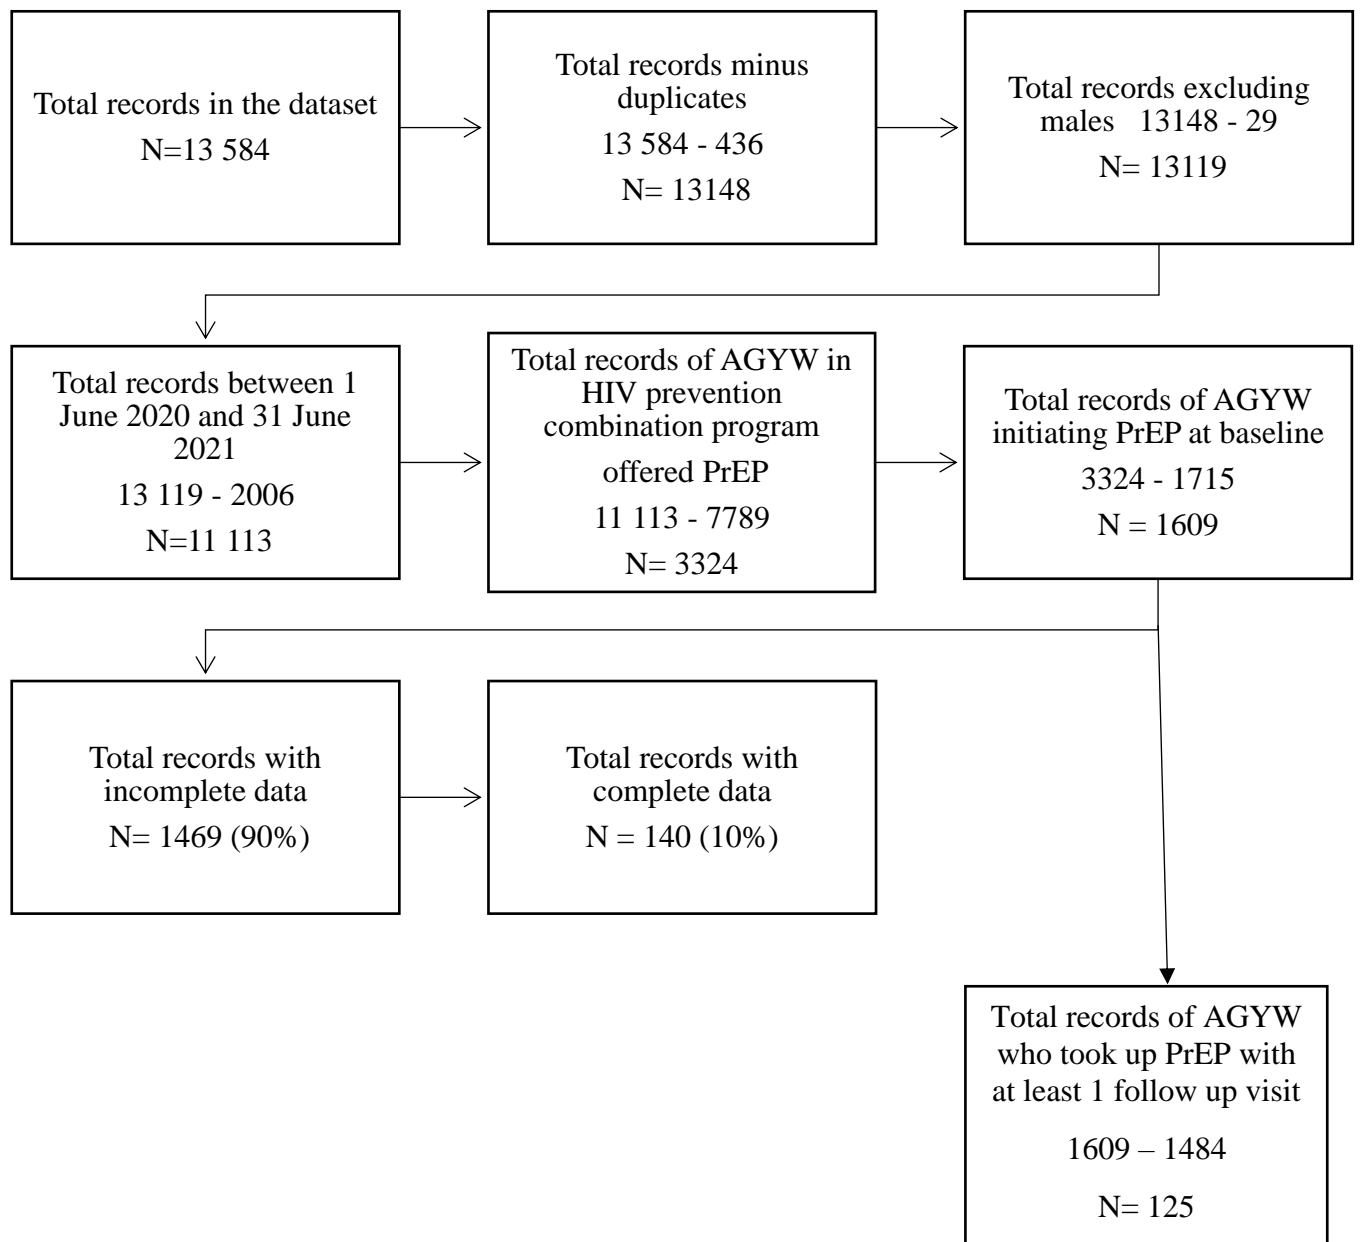 Total records in the dataset
N=13 584
Total records minus
duplicates
13 584 - 436
N= 13148
Total records excluding
males 13148 - 29
N= 13119
Total records between 1
June 2020 and 31 June
2021
13 119 - 2006
N=11 113
Total records of AGYW in
HIV prevention
combination program
offered PrEP
11 113 - 7789
N= 3324
Total records of AGYW
initiating PrEP at baseline
3324 - 1715
N = 1609
Total records with
incomplete data
N= 1469 (90%)
Total records with
complete data
N = 140 (10%)
Total records of AGYW
who took up PrEP with
at least 1 follow up visit
1609 – 1484
N= 125